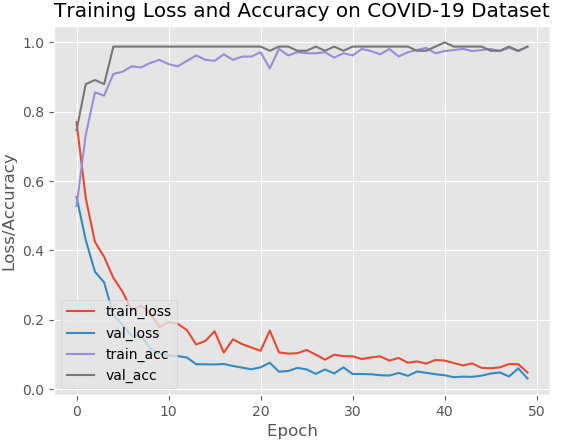 Training Loss and Accuracy on COVID-19 Dataset
Loss/Accuracy
1.0
0.8
0.6
0.4
0.2
0.0
train_loss
val_loss
train_acc
val_acc
0 10 20 30 40 50
Epoch